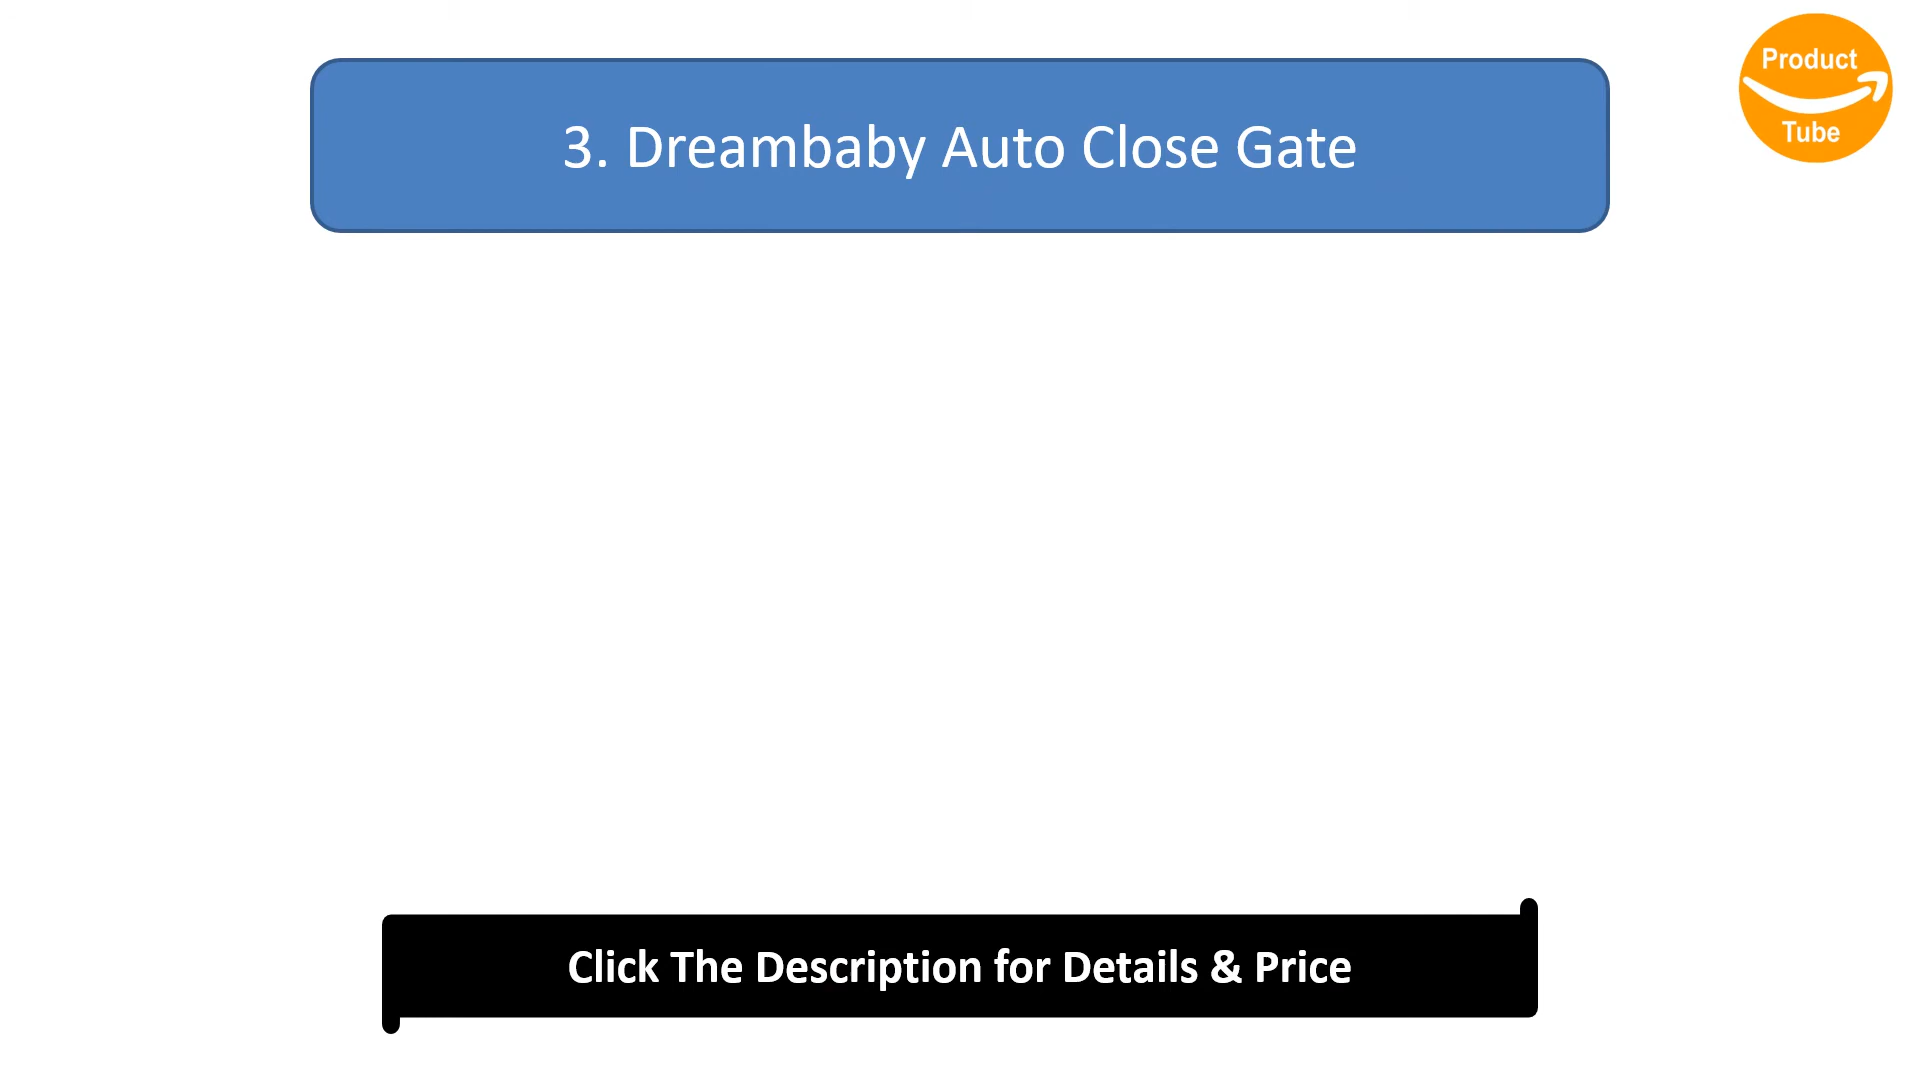 3. Dreambaby Auto Close Gate
Product
Tube
Click The Description for Details & Price